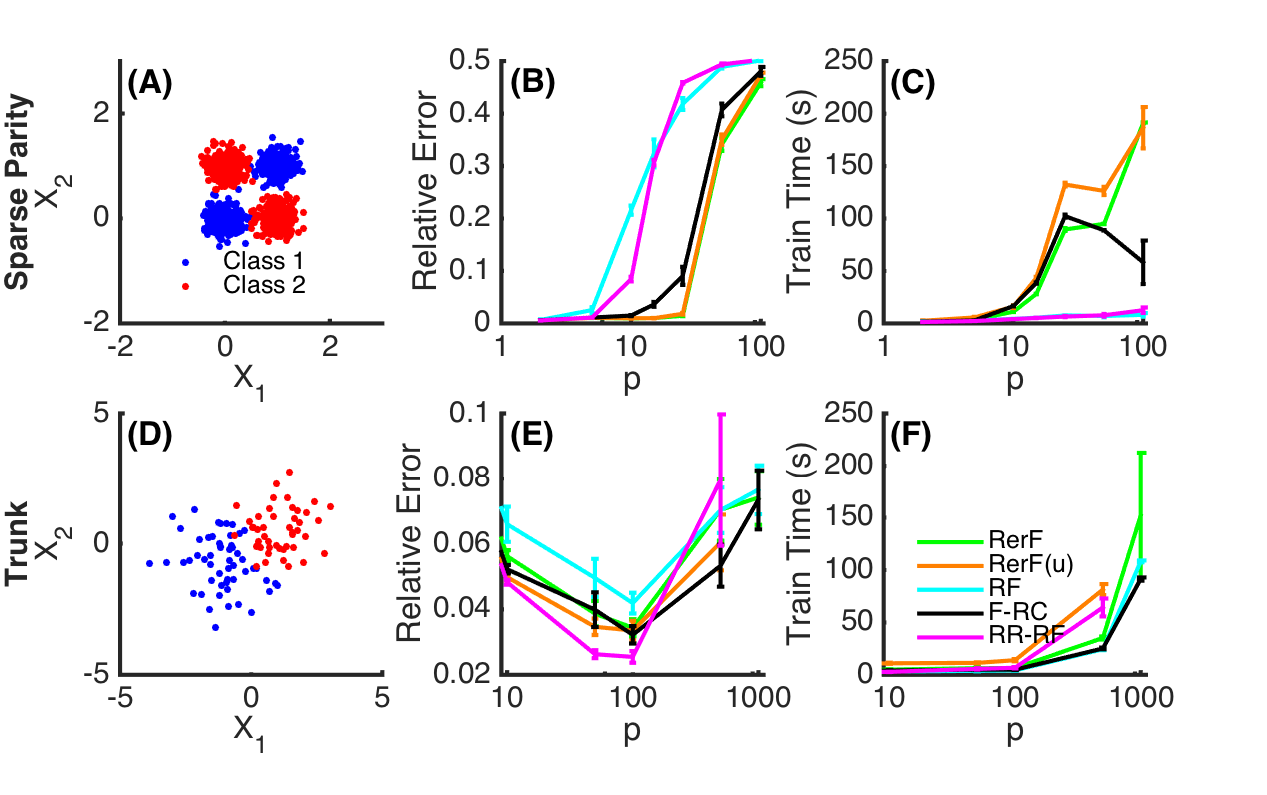 Sparse Parity
(A)
X2
2
0
-2
-2
0
2
X1
Class 1
Class 2
(B)
Relative Error
0.5
0.4
0.3
0.2
0.1
0
1
10
100
p
(C)
Train Time (s)
250
200
150
100
50
0
1
10
100
p
Trunk
(D)
X2
5
0
-5
-5
0
5
X1
(E)
Relative Error
0.1
0.08
0.06
0.04
0.02
10
100
1000
p
(F)
Train Time (s)
250
200
150
100
50
0
10
100
1000
p
RerF
RerF(u)
RF
F-RC
RR-RF